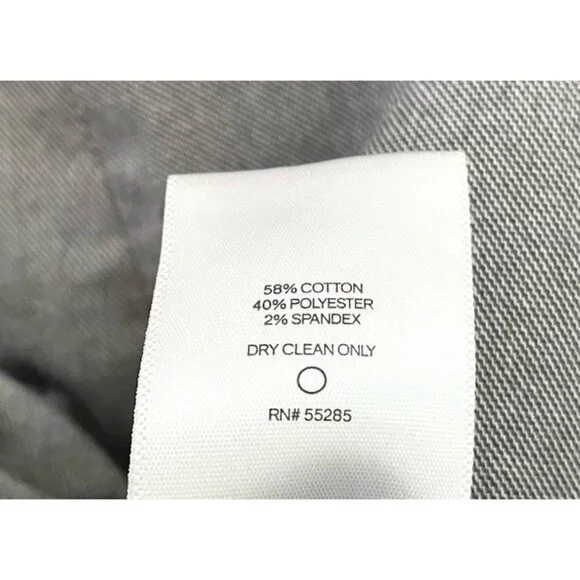 58% COTTON
40% POLYESTER
2% SPANDEX
DRY CLEAN ONLY
RN# 55285